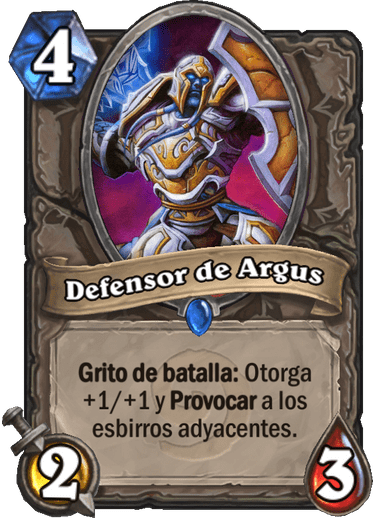 4
Defensor de Argus
Grito de batalla: Otorga
+1/+1 y Provocar a los
esbirros adyacentes.
2
3